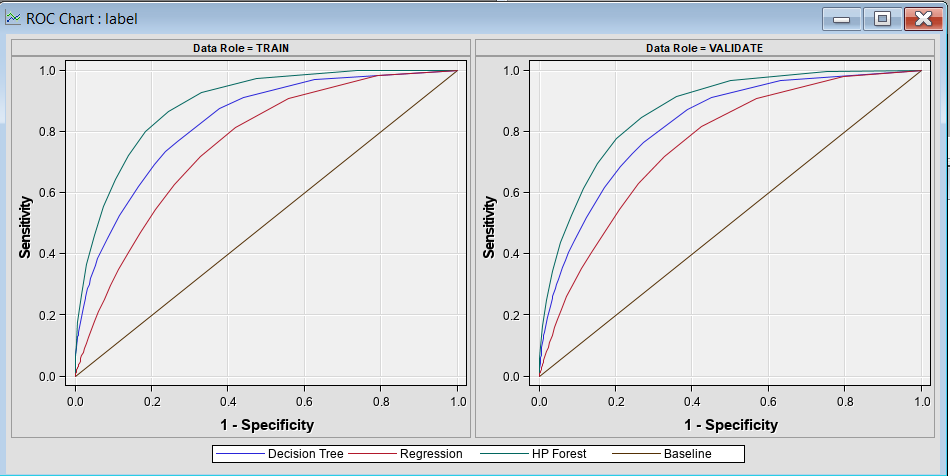 ROC Chart : label
Data Role = TRAIN
Data Role = VALIDATE
Sensitivity
1.0
0.8
0.6
0.4
0.2
0.0
0.0 0.2 0.4 0.6 0.8 1.0
1 - Specificity
Sensitivity
1.0
0.8
0.6
0.4
0.2
0.0
0.0 0.2 0.4 0.6 0.8 1.0
1 - Specificity
Decision Tree Regression HP Forest Baseline